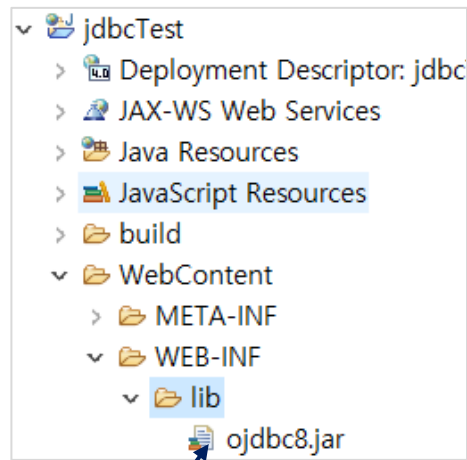 jdbcTest
Deployment Descriptor: jdbc
JAX-WS Web Services
Java Resources
JavaScript Resources
build
WebContent
META-INF
WEB-INF
lib
ojdbc8.jar